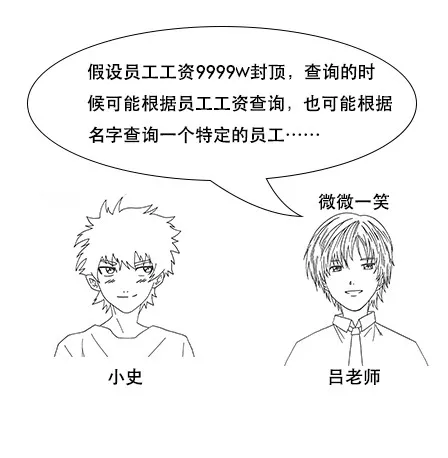 假设员工工资9999w封顶，查询的时
候可能根据员工工资查询，也可能根据
名字查询一个特定的员工……
微微一笑
小史
吕老师